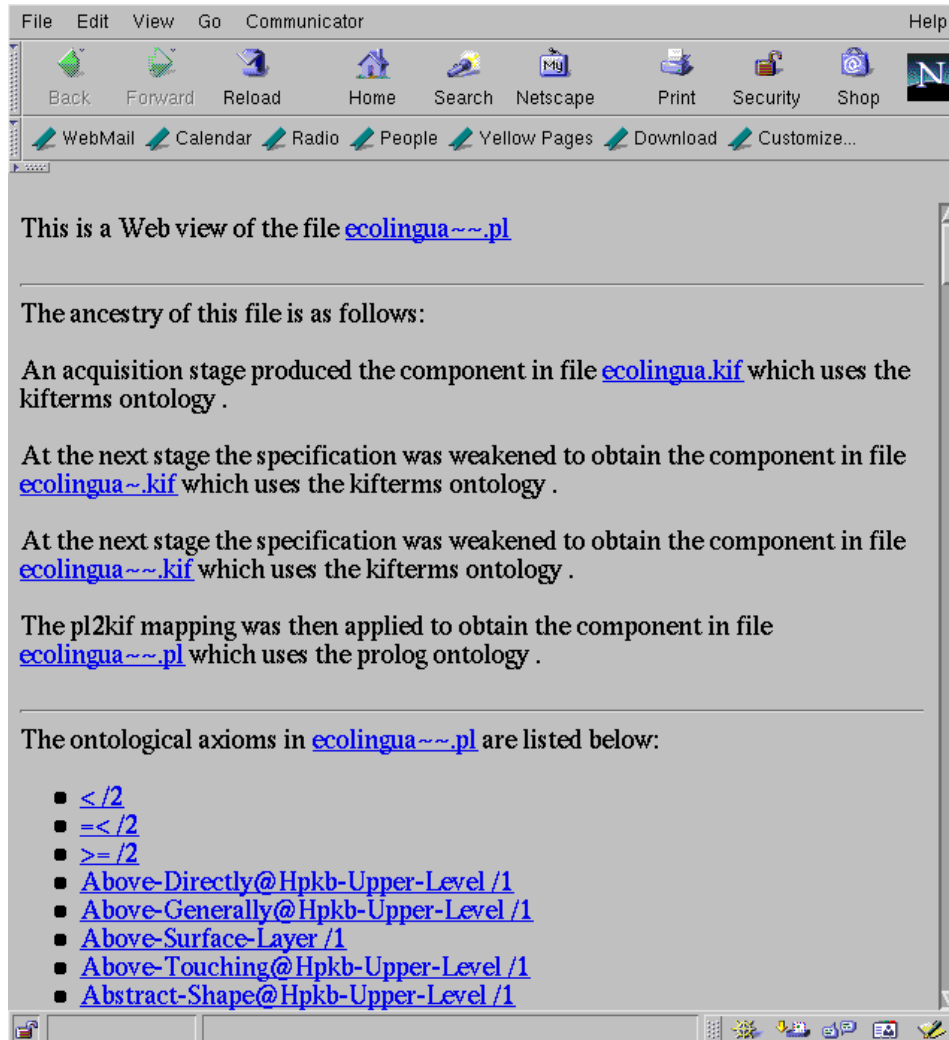 File Edit View Go Communicator Help
Back Forward Reload Home Search Netscape Print Security Shop
My
N
WebMail Calendar Radio People Yellow Pages Download Customize...
This is a Web view of the file ecolingua~~.pl
The ancestry of this file is as follows:
An acquisition stage produced the component in file ecolingua.kif which uses the
kifterms ontology .
At the next stage the specification was weakened to obtain the component in file
ecolingua~.kif which uses the kifterms ontology .
At the next stage the specification was weakened to obtain the component in file
ecolingua~~.kif which uses the kifterms ontology .
The pl2kif mapping was then applied to obtain the component in file
ecolingua~~.pl which uses the prolog ontology .
The ontological axioms in ecolingua~~.pl are listed below:
< /2
=< /2
>= /2
Above-Directly@Hpkb-Upper-Level /1
Above-Generally@Hpkb-Upper-Level /1
Above-Surface-Layer /1
Above-Touching@Hpkb-Upper-Level /1
Abstract-Shape@Hpkb-Upper-Level /1